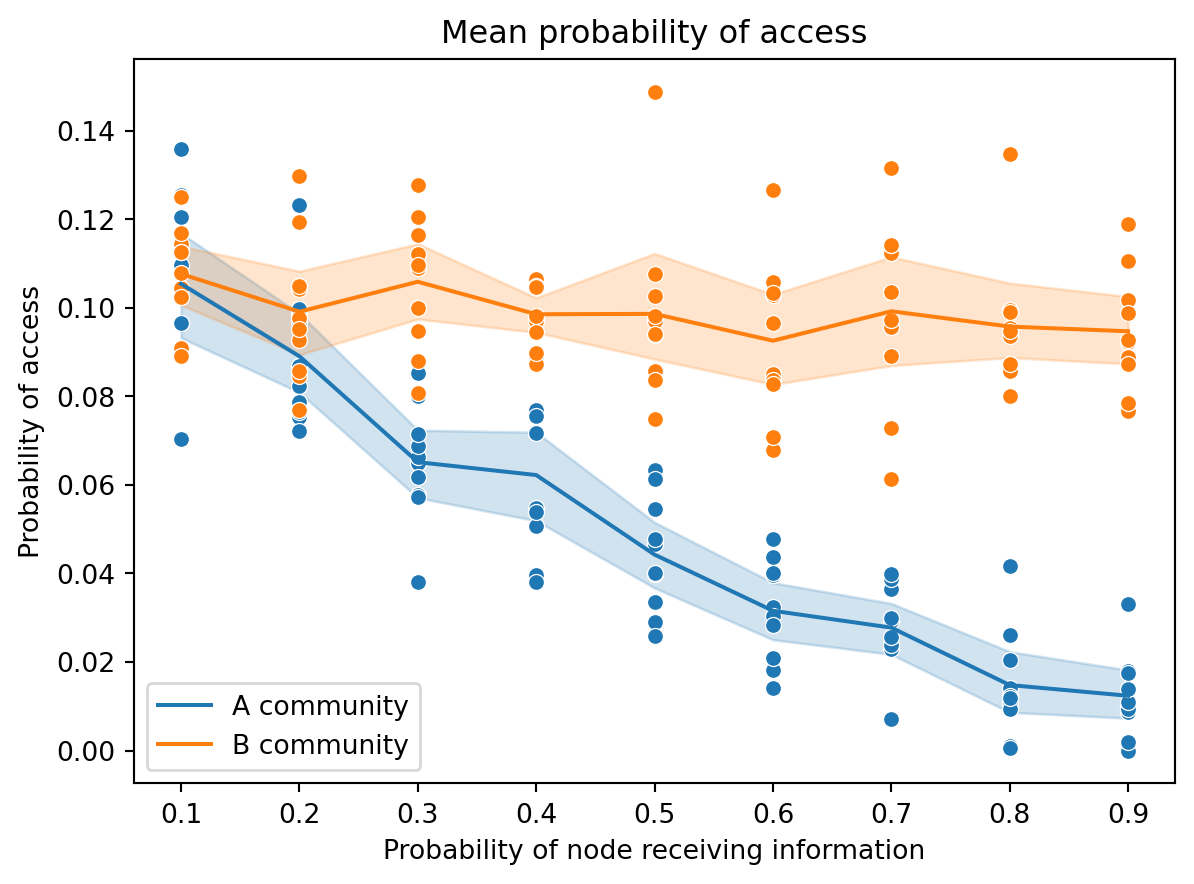 Mean probability of access
Probability of access
0.14
0.12
0.10
0.08
0.06
0.04
0.02
0.00
A community
B community
0.1 0.2 0.3 0.4 0.5 0.6 0.7 0.8 0.9
Probability of node receiving information